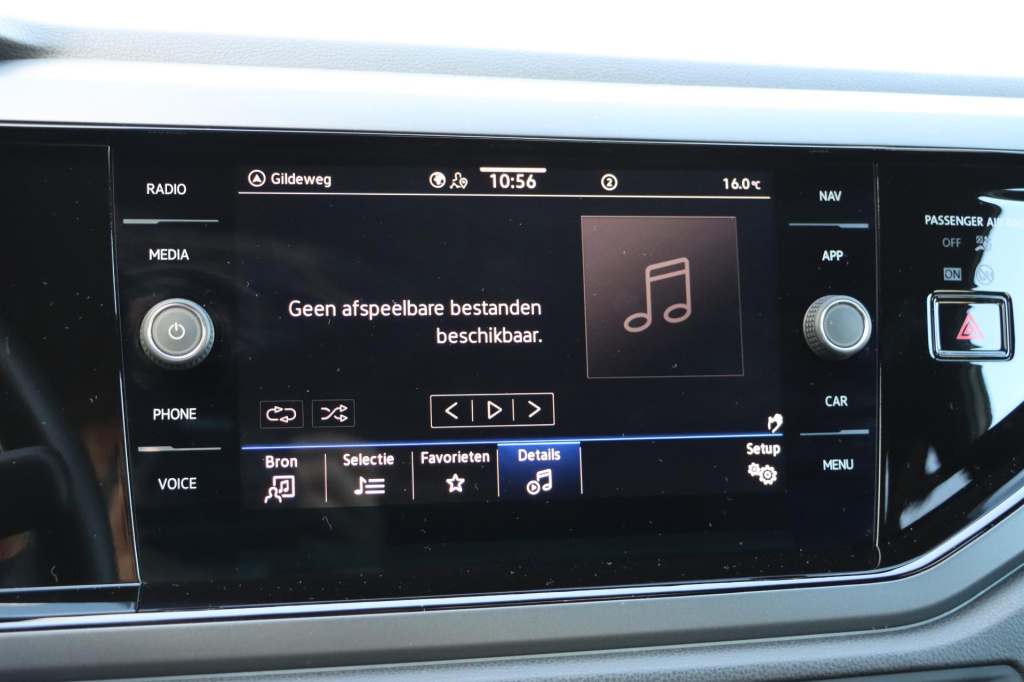 RADIO
MEDIA
PHONE
VOICE
Gildeweg
10:56
2
16.0°C
Geen afspeelbare bestanden
beschikbaar.
Bron
Selectie
Favorieten
Details
Setup
NAV
APP
CAR
MENU
PASSENGER AIR BAG
OFF
ON